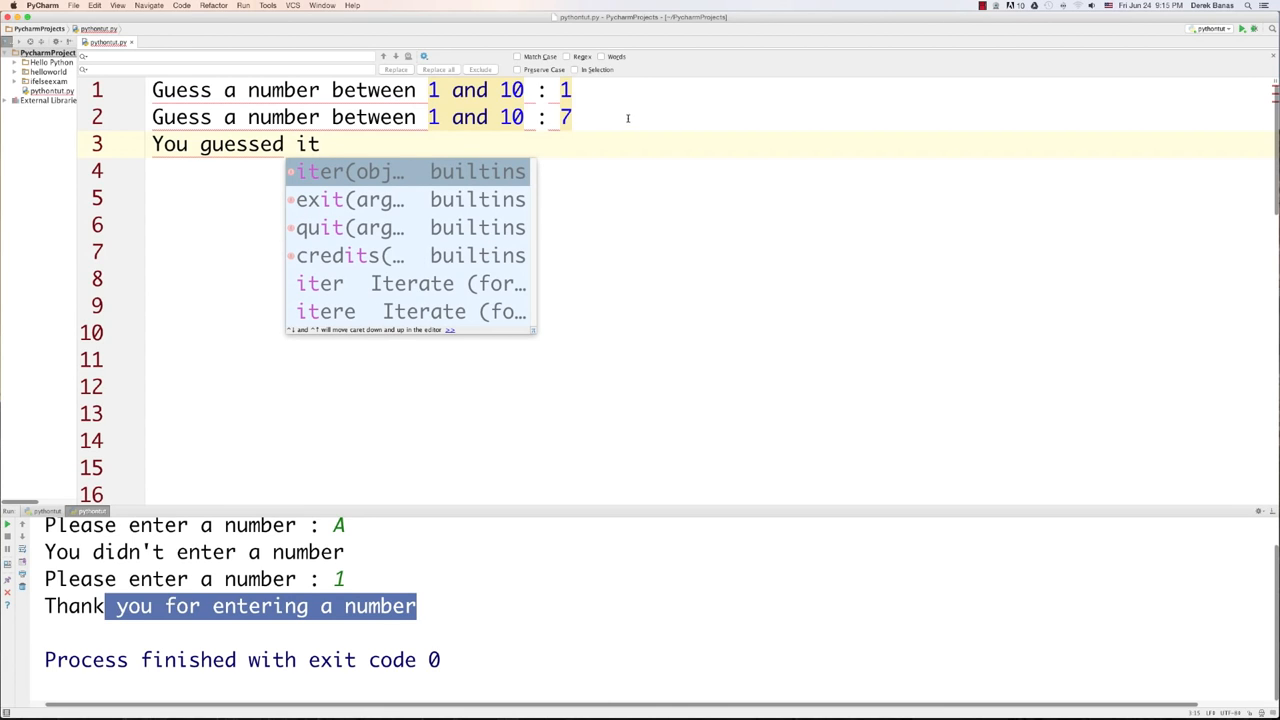 PyCharm File Edit View Navigate Code Refactor Run Tools VCS Window Help Fri Jun 24 9:15 PM Derek Banas
pythontut.py - PycharmProjects - [~/PycharmProjects]
PycharmProjects pythontut.py pythontut
pythontut.py ×
PycharmProject
Hello Python
helloworld
ifelseexam
pythontut.py
External Librarie
Match Case Regex Words
Replace Replace all Exclude Preserve Case In Selection
1 Guess a number between 1 and 10 : 1
2 Guess a number between 1 and 10 : 7
3 You guessed it
4
5
6
7
8
9
10
11
12
13
14
15
16
iter(obj… builtins
exit(arg… builtins
quit(arg… builtins
credits(… builtins
iter Iterate (for…
itere Iterate (fo…
^↓ and ^↑ will move caret down and up in the editor >>
Run: pythontut pythontut
Please enter a number : A
You didn't enter a number
Please enter a number : 1
Thank you for entering a number
Process finished with exit code 0
3:15 LF≑ UTF-8≑